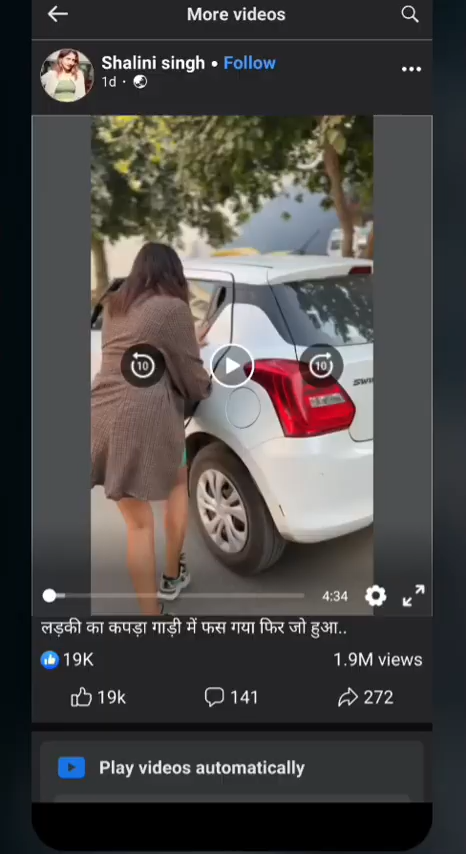 More videos
Shalini singh • Follow
1d •
10
10
4:34
लड़की का कपड़ा गाड़ी में फस गया फिर जो हुआ..
19K
1.9M views
19k
141
272
Play videos automatically